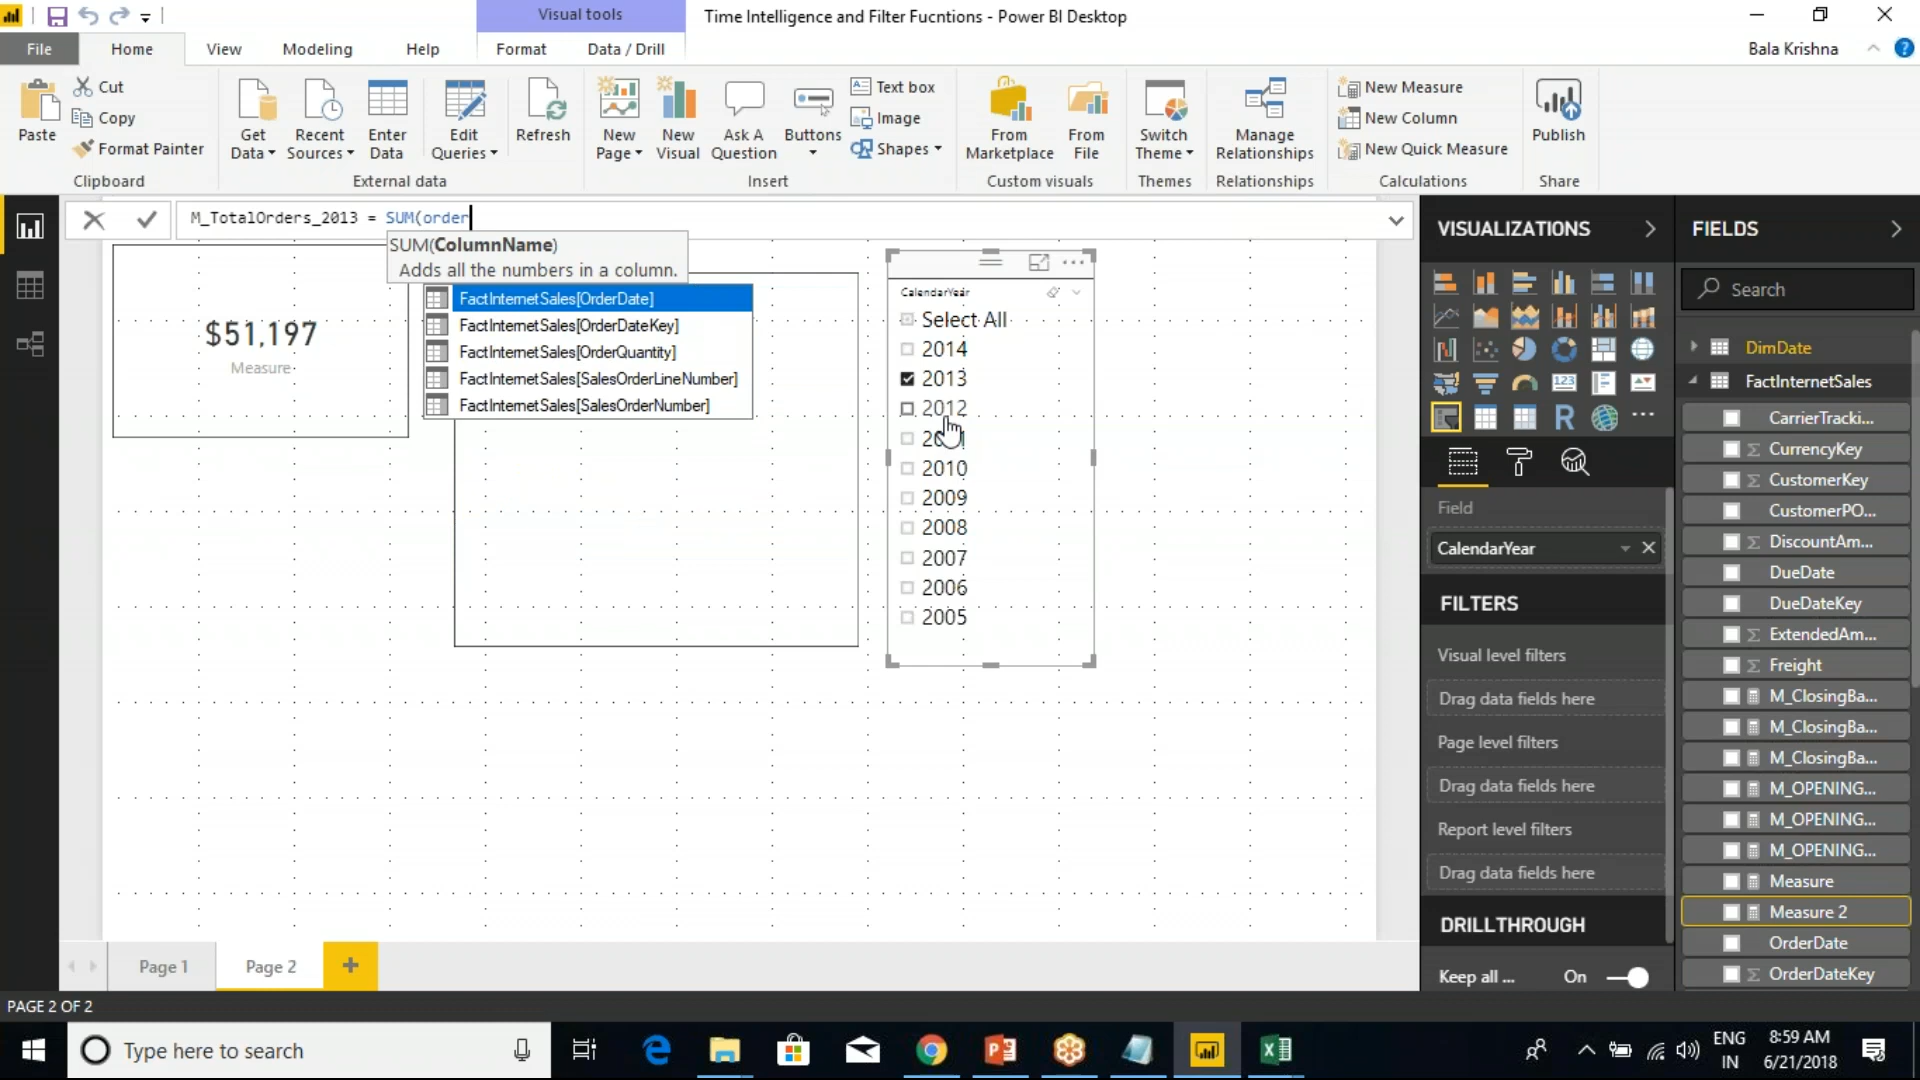 Visual tools
Time Intelligence and Filter Fucntions - Power BI Desktop
File
Home
View
Modeling
Help
Format
Data / Drill
Bala Krishna
Paste
Cut
Copy
Format Painter
Clipboard
Get Data
Recent Sources
Enter Data
Edit Queries
Refresh
External data
New Page
New Visual
Ask A Question
Buttons
Text box
Image
Shapes
Insert
From Marketplace
From File
Custom visuals
Switch Theme
Themes
Manage Relationships
Relationships
New Measure
New Column
New Quick Measure
Calculations
Publish
Share
M_TotalOrders_2013 = SUM(order
SUM(ColumnName)
Adds all the numbers in a column.
FactInternetSales[OrderDate]
FactInternetSales[OrderDateKey]
FactInternetSales[OrderQuantity]
FactInternetSales[SalesOrderLineNumber]
FactInternetSales[SalesOrderNumber]
$51,197
Measure
CalendarYear
Select All
2014
2013
2012
2010
2009
2008
2007
2006
2005
VISUALIZATIONS
Field
CalendarYear
FILTERS
Visual level filters
Drag data fields here
Page level filters
Drag data fields here
Report level filters
Drag data fields here
DRILLTHROUGH
Keep all ...
On
FIELDS
Search
DimDate
FactInternetSales
CarrierTracki...
CurrencyKey
CustomerKey
CustomerPO...
DiscountAm...
DueDate
DueDateKey
ExtendedAm...
Freight
M_ClosingBa...
M_ClosingBa...
M_ClosingBa...
M_OPENING...
M_OPENING...
M_OPENING...
Measure
Measure 2
OrderDate
OrderDateKey
Page 1
Page 2
PAGE 2 OF 2
Type here to search
ENG
IN
8:59 AM
6/21/2018